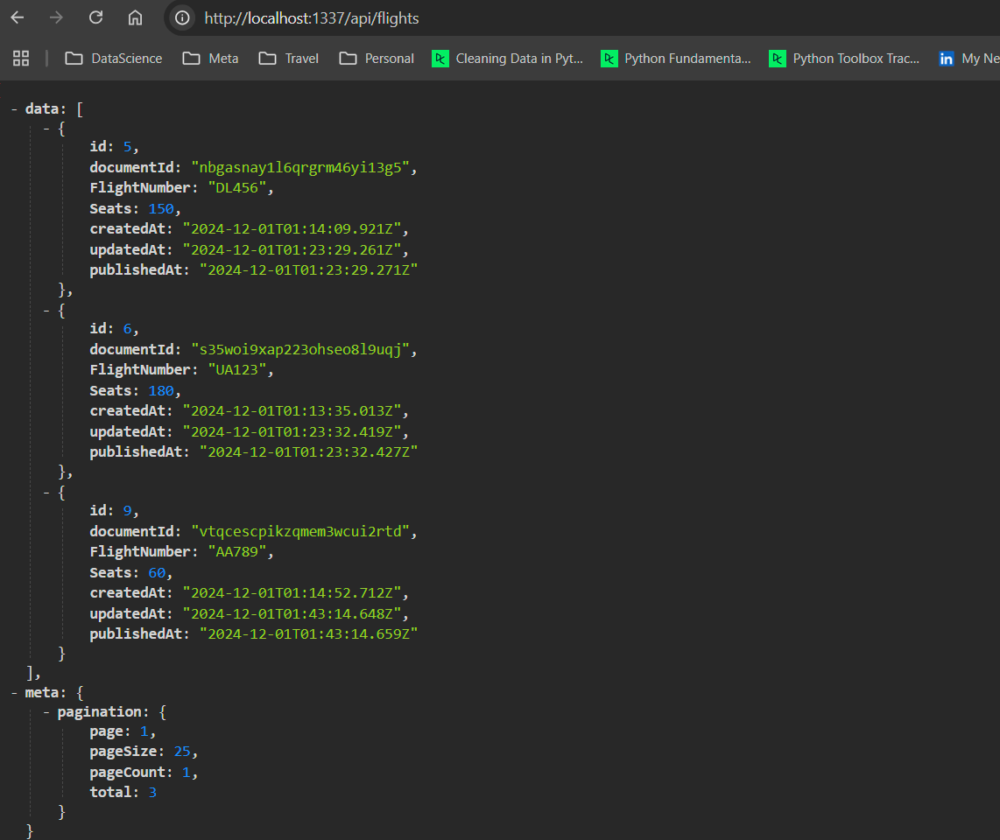 http://localhost:1337/api/flights
DataScience Meta Travel Personal Cleaning Data in Pyt... Python Fundamenta... Python Toolbox Trac... in My Ne
- data: [
- {
id: 5,
documentId: "nbgasnay1l6qrgrm46yi13g5",
FlightNumber: "DL456",
Seats: 150,
createdAt: "2024-12-01T01:14:09.921Z",
updatedAt: "2024-12-01T01:23:29.261Z",
publishedAt: "2024-12-01T01:23:29.271Z"
},
- {
id: 6,
documentId: "s35woi9xap223ohseo8l9uqj",
FlightNumber: "UA123",
Seats: 180,
createdAt: "2024-12-01T01:13:35.013Z",
updatedAt: "2024-12-01T01:23:32.419Z",
publishedAt: "2024-12-01T01:23:32.427Z"
},
- {
id: 9,
documentId: "vtqcescpikzqmem3wcui2rtd",
FlightNumber: "AA789",
Seats: 60,
createdAt: "2024-12-01T01:14:52.712Z",
updatedAt: "2024-12-01T01:43:14.648Z",
publishedAt: "2024-12-01T01:43:14.659Z"
}
],
- meta: {
- pagination: {
page: 1,
pageSize: 25,
pageCount: 1,
total: 3
}
}